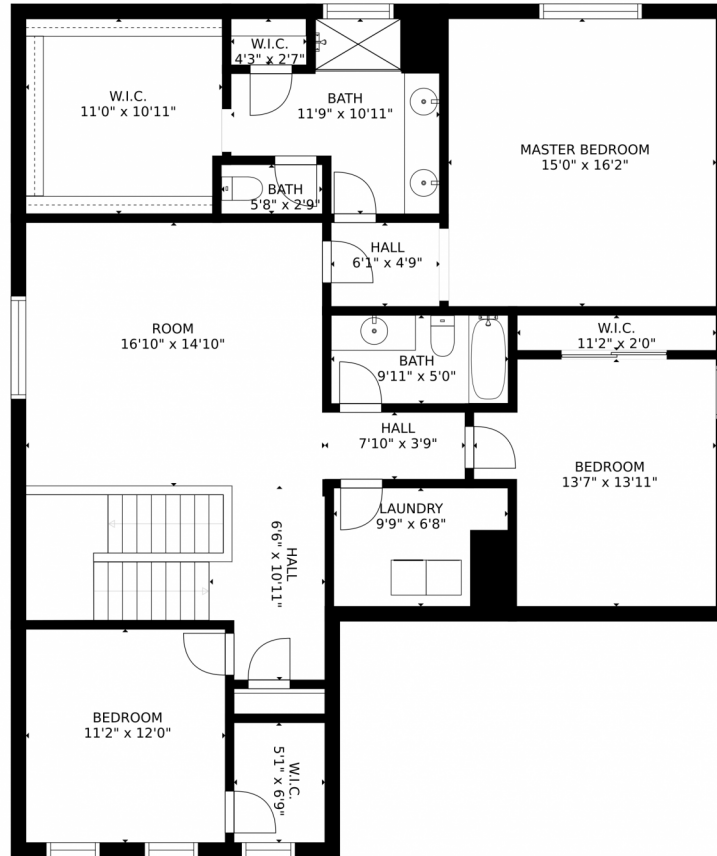 W.I.C.
4'3" x 2'7"
W.I.C.
11'0" x 10'11"
BATH
11'9" x 10'11"
MASTER BEDROOM
15'0" x 16'2"
BATH
5'8" x 2'9"
HALL
6'1" x 4'9"
ROOM
16'10" x 14'10"
W.I.C.
11'2" x 2'0"
BATH
9'11" x 5'0"
HALL
7'10" x 3'9"
BEDROOM
13'7" x 13'11"
LAUNDRY
9'9" x 6'8"
HALL
6'6" x 10'11"
BEDROOM
11'2" x 12'0"
W.I.C.
5'1" x 6'9"